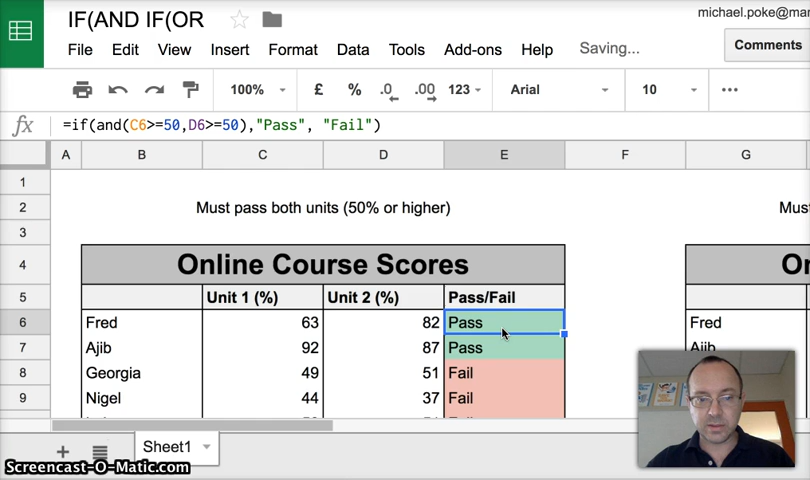 IF(AND IF(OR
michael.poke@mar
File Edit View Insert Format Data Tools Add-ons Help Saving...
Comments
100% £ % .0 .00 123 Arial 10
fx =if(and(C6>=50,D6>=50),"Pass", "Fail")
A B C D E F G
1
2 Must pass both units (50% or higher) Must
3
4 Online Course Scores
5 Unit 1 (%) Unit 2 (%) Pass/Fail
6 Fred 63 82 Pass Fred
7 Ajib 92 87 Pass Ajib
8 Georgia 49 51 Fail
9 Nigel 44 37 Fail
Sheet1
Screencast-O-Matic.com